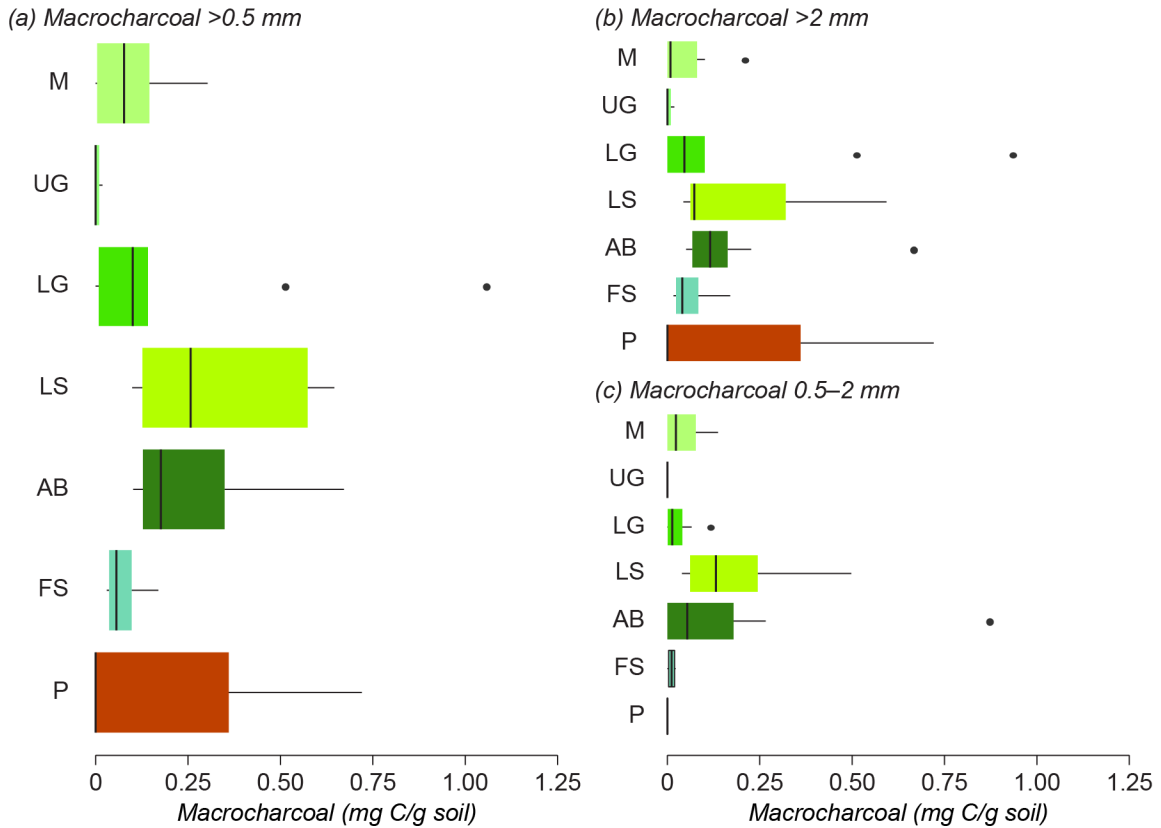 (a) Macrocharcoal >0.5 mm
M
UG
LG
LS
AB
FS
P
0 0.25 0.50 0.75 1.00 1.25
Macrocharcoal (mg C/g soil)
(b) Macrocharcoal >2 mm
M
UG
LG
LS
AB
FS
P
(c) Macrocharcoal 0.5–2 mm
M
UG
LG
LS
AB
FS
P
0 0.25 0.50 0.75 1.00 1.25
Macrocharcoal (mg C/g soil)